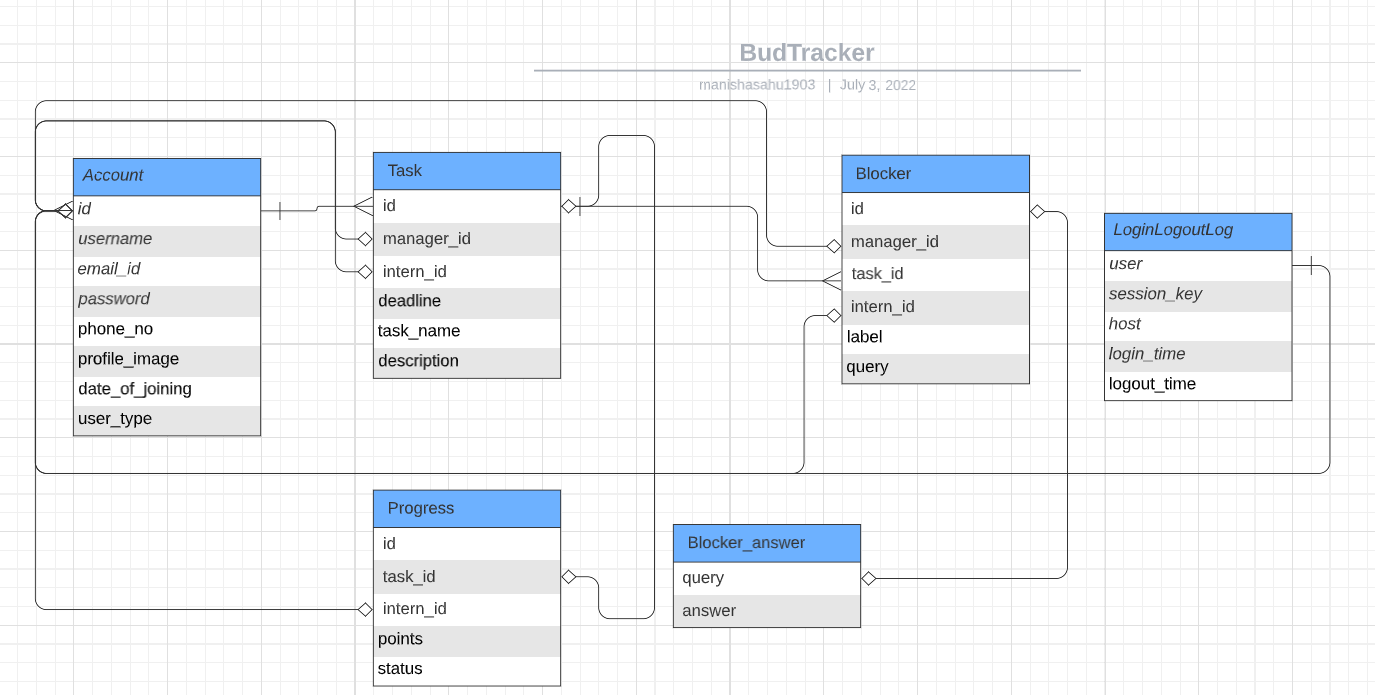 BudTracker
manishasahu1903 | July 3, 2022
Account
id
username
email_id
password
phone_no
profile_image
date_of_joining
user_type
Task
id
manager_id
intern_id
deadline
task_name
description
Blocker
id
manager_id
task_id
intern_id
label
query
LoginLogoutLog
user
session_key
host
login_time
logout_time
Progress
id
task_id
intern_id
points
status
Blocker_answer
query
answer